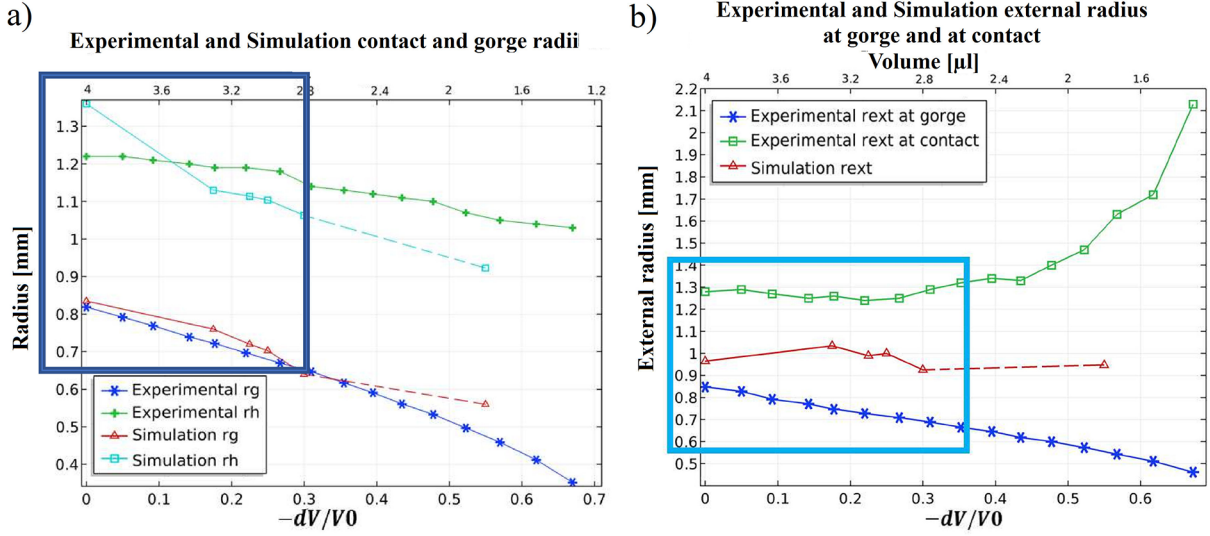 a)
Experimental and Simulation contact and gorge radii
4 3.6 3.2 2.8 2.4 2 1.6 1.2
1.3
1.2
1.1
1
0.9
0.8
0.7
0.6
0.5
0.4
Radius [mm]
Experimental rg
Experimental rh
Simulation rg
Simulation rh
0 0.1 0.2 0.3 0.4 0.5 0.6 0.7
−dV/V0
b)
Experimental and Simulation external radius
at gorge and at contact
Volume [µl]
4 3.6 3.2 2.8 2.4 2 1.6
2.2
2.1
2
1.9
1.8
1.7
1.6
1.5
1.4
1.3
1.2
1.1
1
0.9
0.8
0.7
0.6
0.5
External radius [mm]
Experimental rext at gorge
Experimental rext at contact
Simulation rext
0 0.1 0.2 0.3 0.4 0.5 0.6
−dV/V0